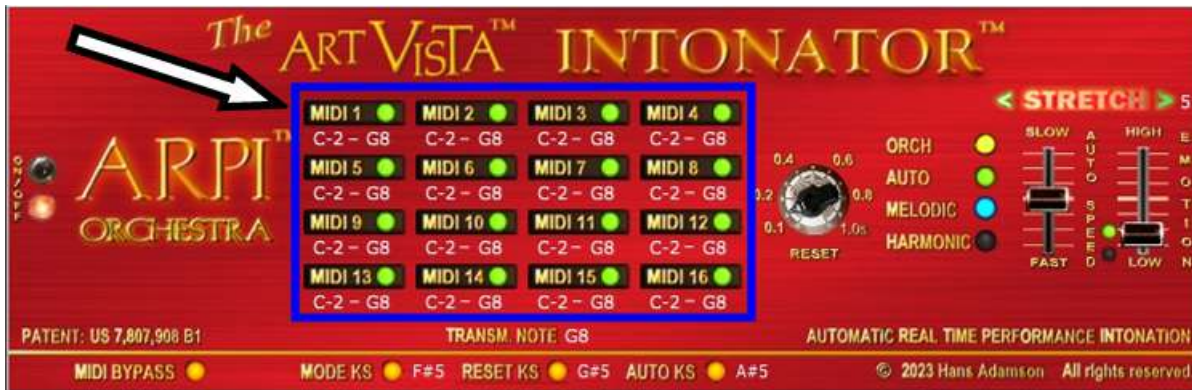 The ART VISTA™ INTONATOR™
ARPI™
ORCHESTRA
ON/OFF
MIDI 1 MIDI 2 MIDI 3 MIDI 4
C-2 – G8 C-2 – G8 C-2 – G8 C-2 – G8
MIDI 5 MIDI 6 MIDI 7 MIDI 8
C-2 – G8 C-2 – G8 C-2 – G8 C-2 – G8
MIDI 9 MIDI 10 MIDI 11 MIDI 12
C-2 – G8 C-2 – G8 C-2 – G8 C-2 – G8
MIDI 13 MIDI 14 MIDI 15 MIDI 16
C-2 – G8 C-2 – G8 C-2 – G8 C-2 – G8
0.4 0.6
0.2 0.8
0.1 1.0s
RESET
ORCH
AUTO
MELODIC
HARMONIC
< STRETCH > 5
SLOW
AUTO SPEED
FAST
HIGH
EMOTION
LOW
PATENT: US 7,807,908 B1 TRANSM. NOTE G8 AUTOMATIC REAL TIME PERFORMANCE INTONATION
MIDI BYPASS MODE KS F#5 RESET KS G#5 AUTO KS A#5 © 2023 Hans Adamson All rights reserved